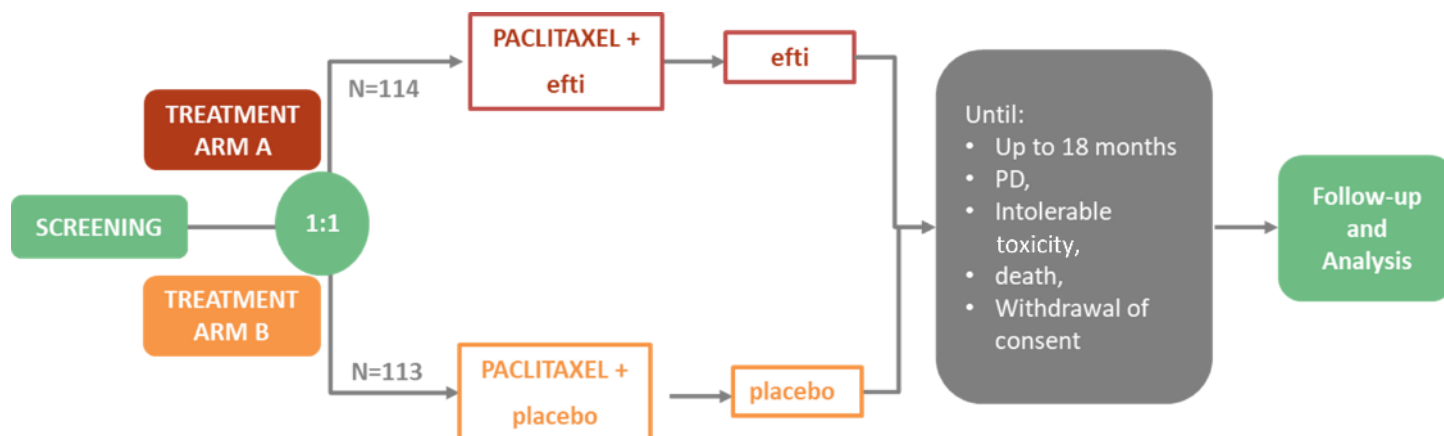 SCREENING
1:1
TREATMENT
ARM A
N=114
PACLITAXEL +
efti
efti
TREATMENT
ARM B
N=113
PACLITAXEL +
placebo
placebo
Until:
• Up to 18 months
• PD,
• Intolerable
toxicity,
• death,
• Withdrawal of
consent
Follow-up
and
Analysis